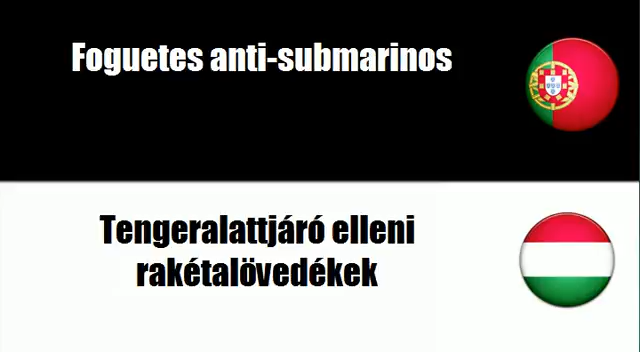 Foguetes anti-submarinos
Tengeralattjáró elleni
rakétalövedékek